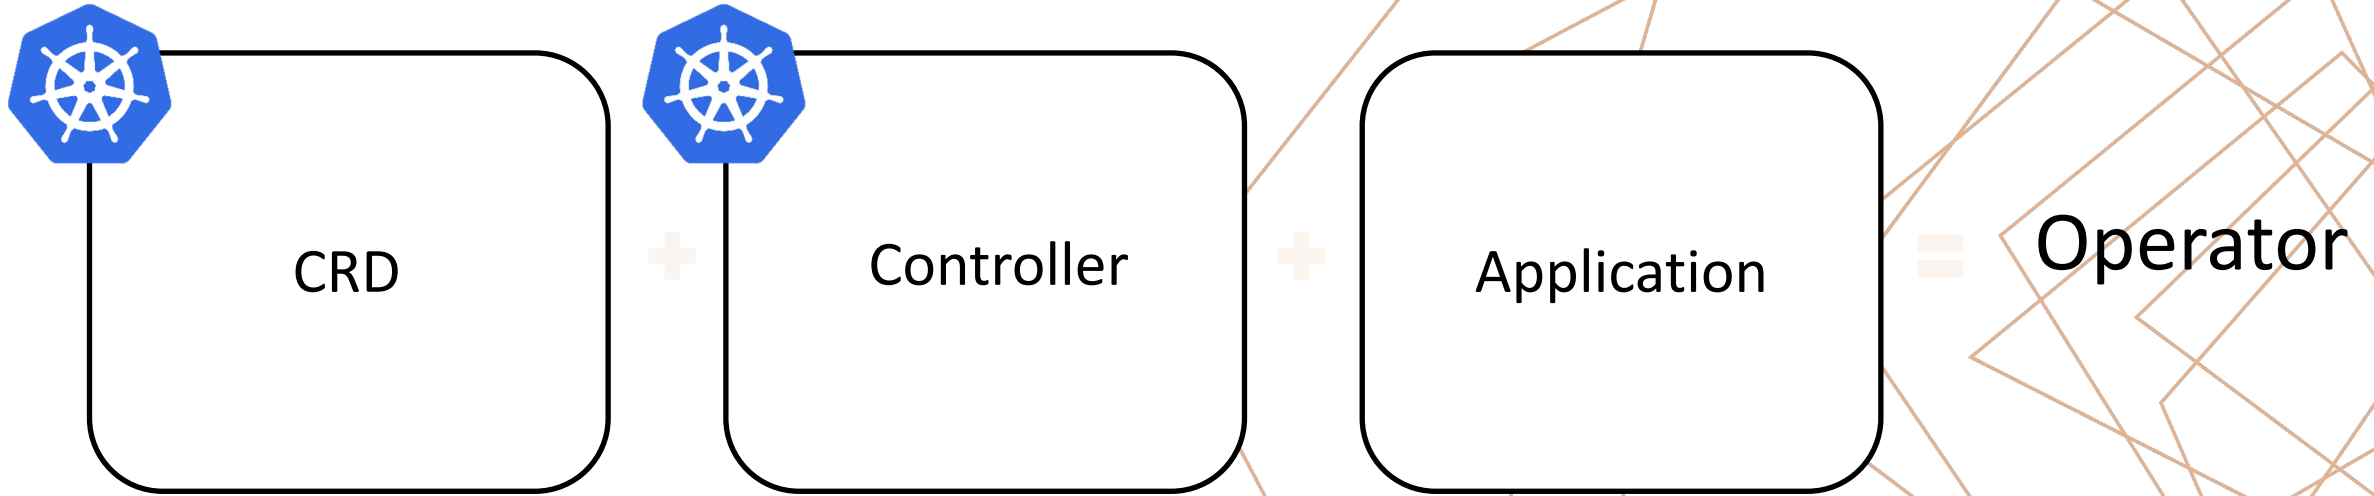 CRD
+
Controller
+
Application
=
Operator